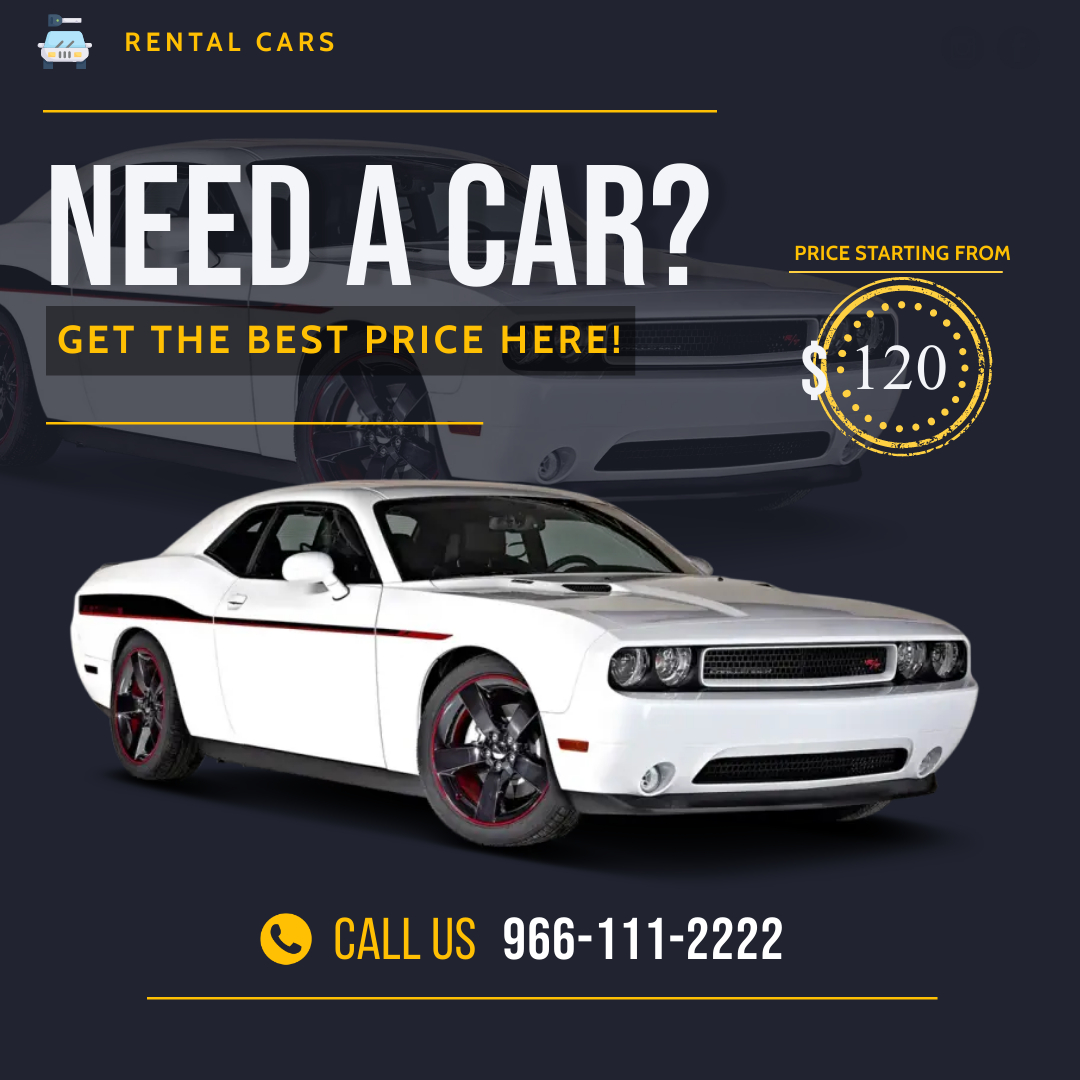 RENTAL CARS
NEED A CAR?
GET THE BEST PRICE HERE!
PRICE STARTING FROM
$ 120
R/T
CALL US 966-111-2222